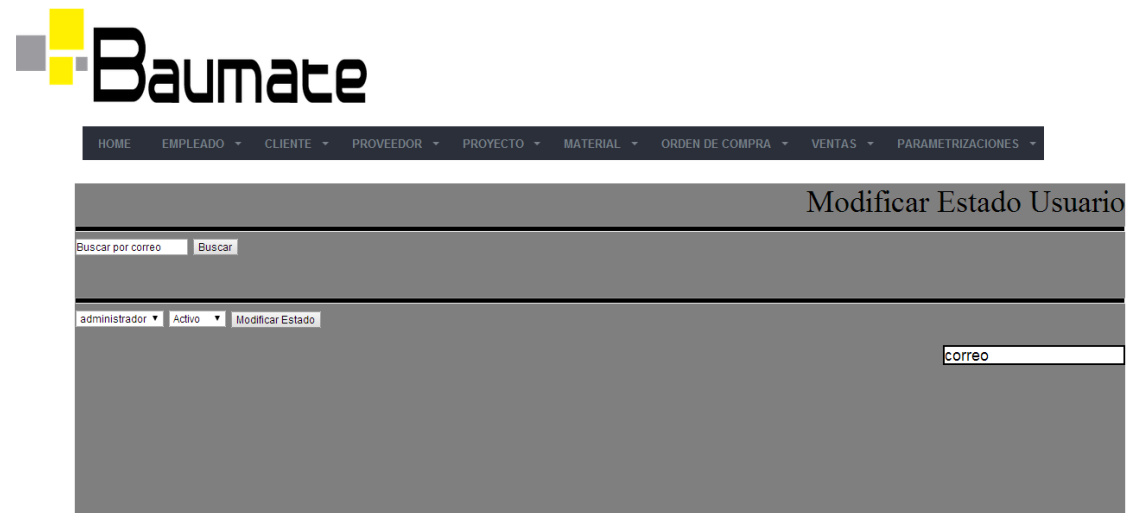 Baumate
HOME EMPLEADO CLIENTE PROVEEDOR PROYECTO MATERIAL ORDEN DE COMPRA VENTAS PARAMETRIZACIONES
Modificar Estado Usuario
Buscar por correo Buscar
administrador Activo Modificar Estado
correo